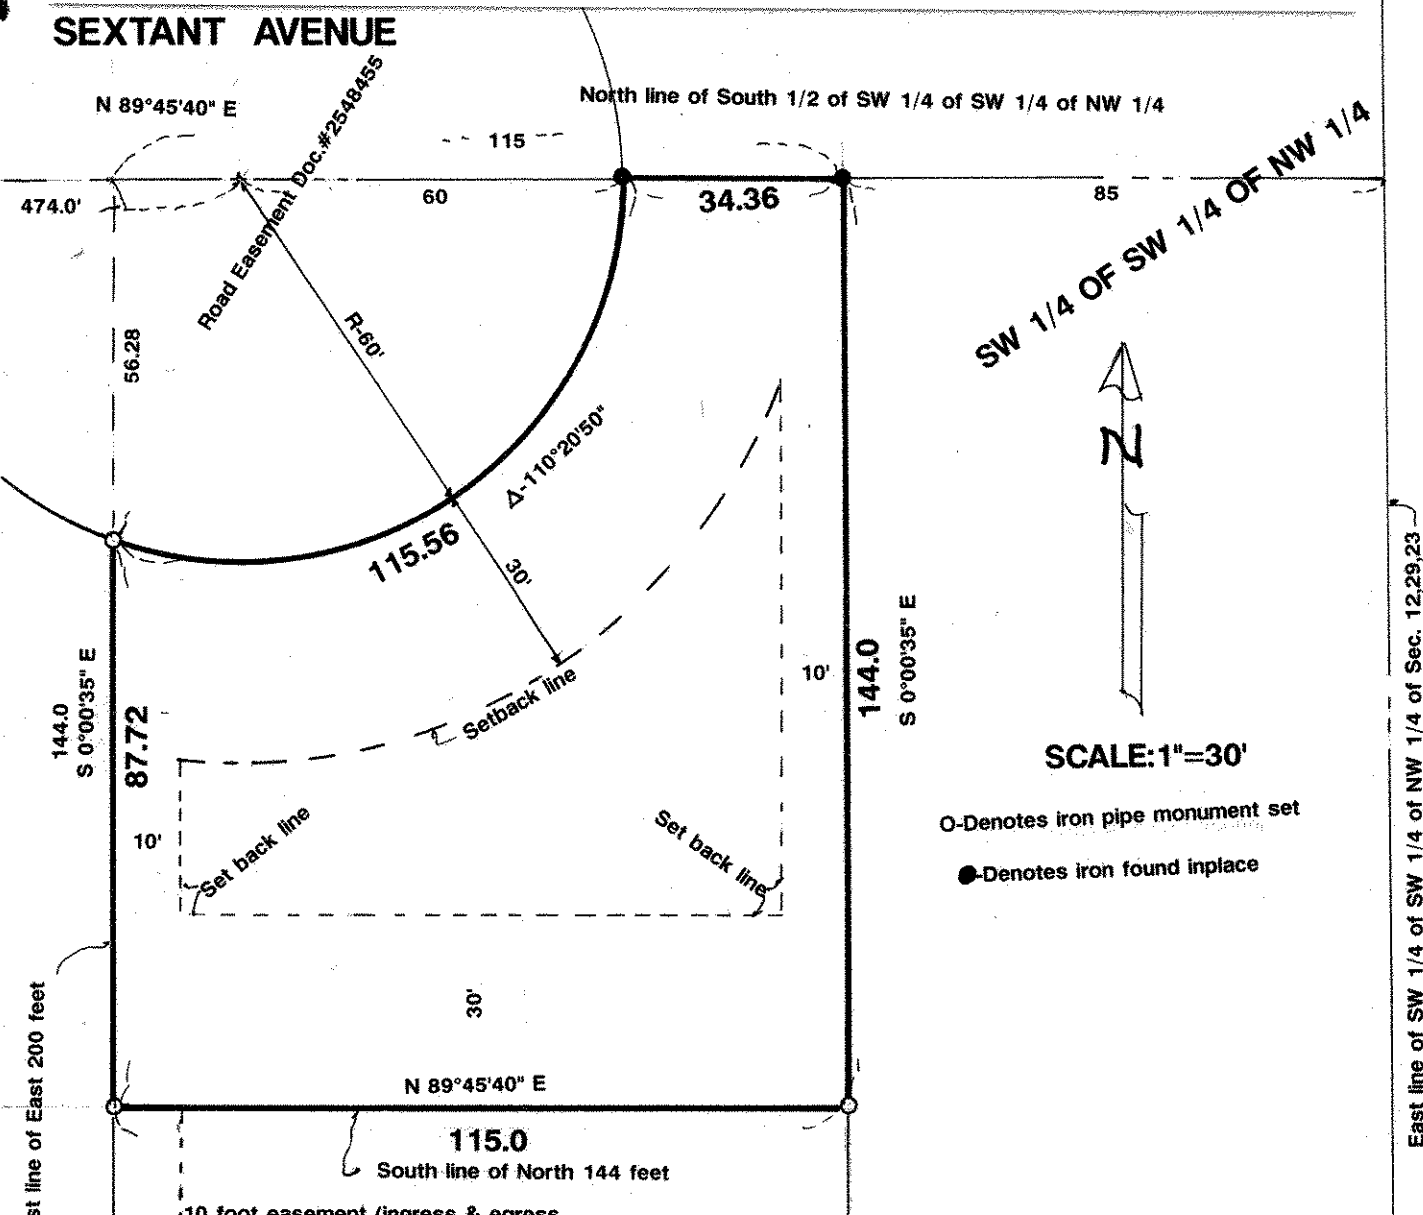 SEXTANT AVENUE
N 89°45'40" E
Road Easement Doc.#2548455
North line of South 1/2 of SW 1/4 of SW 1/4 of NW 1/4
115
474.0'
60
34.36
85
SW 1/4 OF SW 1/4 OF NW 1/4
56.28
R-60'
Δ-110°20'50"
N
115.56
30'
Setback line
144.0
S 0°00'35" E
87.72
10'
144.0
S 0°00'35" E
10'
SCALE:1"=30'
O-Denotes iron pipe monument set
●-Denotes iron found inplace
Set back line
Set back line
30'
N 89°45'40" E
115.0
South line of North 144 feet
10 foot easement (ingress & egress
st line of East 200 feet
East line of SW 1/4 of SW 1/4 of NW 1/4 of Sec. 12,29,23